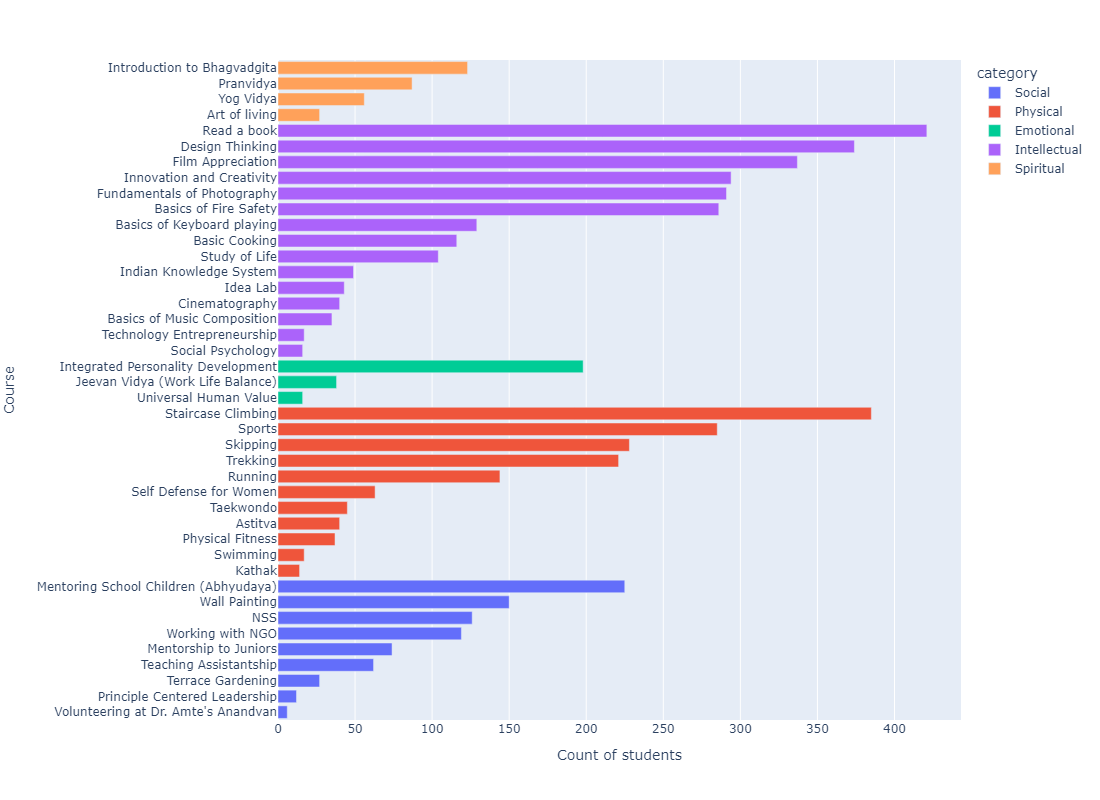 category
Social
Physical
Emotional
Intellectual
Spiritual
Introduction to Bhagvadgita
Pranvidya
Yog Vidya
Art of living
Read a book
Design Thinking
Film Appreciation
Innovation and Creativity
Fundamentals of Photography
Basics of Fire Safety
Basics of Keyboard playing
Basic Cooking
Study of Life
Indian Knowledge System
Idea Lab
Cinematography
Basics of Music Composition
Technology Entrepreneurship
Social Psychology
Integrated Personality Development
Jeevan Vidya (Work Life Balance)
Universal Human Value
Staircase Climbing
Sports
Skipping
Trekking
Running
Self Defense for Women
Taekwondo
Astitva
Physical Fitness
Swimming
Kathak
Mentoring School Children (Abhyudaya)
Wall Painting
NSS
Working with NGO
Mentorship to Juniors
Teaching Assistantship
Terrace Gardening
Principle Centered Leadership
Volunteering at Dr. Amte's Anandvan
Course
0 50 100 150 200 250 300 350 400
Count of students